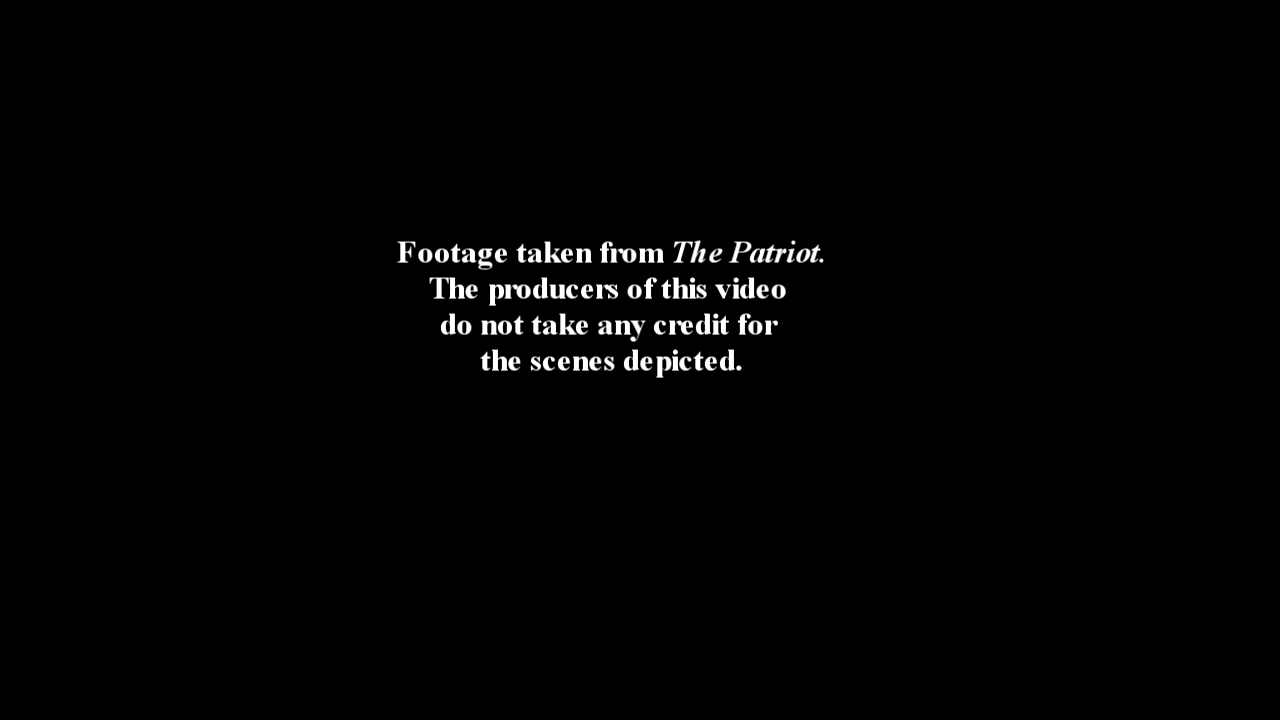 Footage taken from The Patriot.
The producers of this video
do not take any credit for
the scenes depicted.